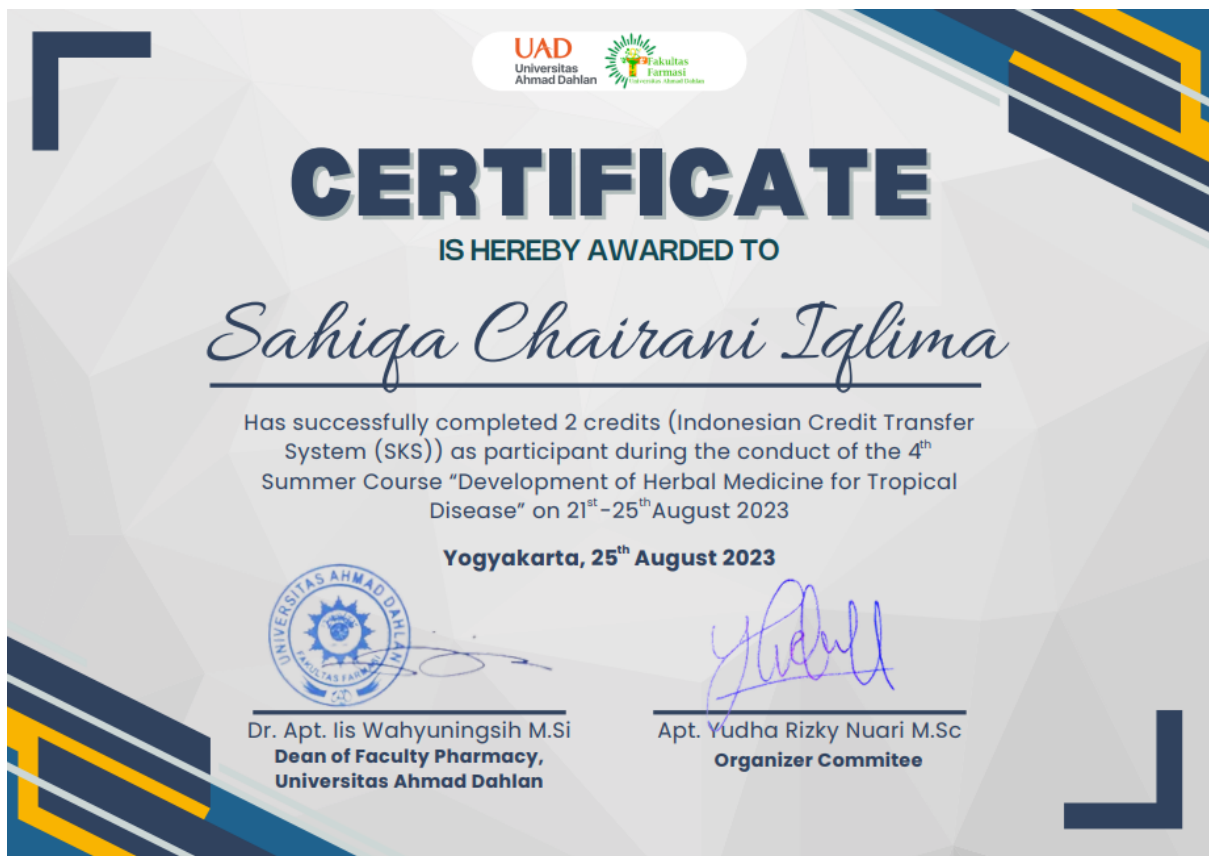 UAD
Universitas
Ahmad Dahlan
Fakultas
Farmasi
Universitas Ahmad Dahlan
CERTIFICATE
IS HEREBY AWARDED TO
Sahiqa Chairani Iqlima
Has successfully completed 2 credits (Indonesian Credit Transfer
System (SKS)) as participant during the conduct of the 4th
Summer Course “Development of Herbal Medicine for Tropical
Disease” on 21st-25th August 2023
Yogyakarta, 25th August 2023
UNIVERSITAS AHMAD DAHLAN
FAKULTAS FARMASI
Dr. Apt. Iis Wahyuningsih M.Si
Dean of Faculty Pharmacy,
Universitas Ahmad Dahlan
Apt. Yudha Rizky Nuari M.Sc
Organizer Commitee